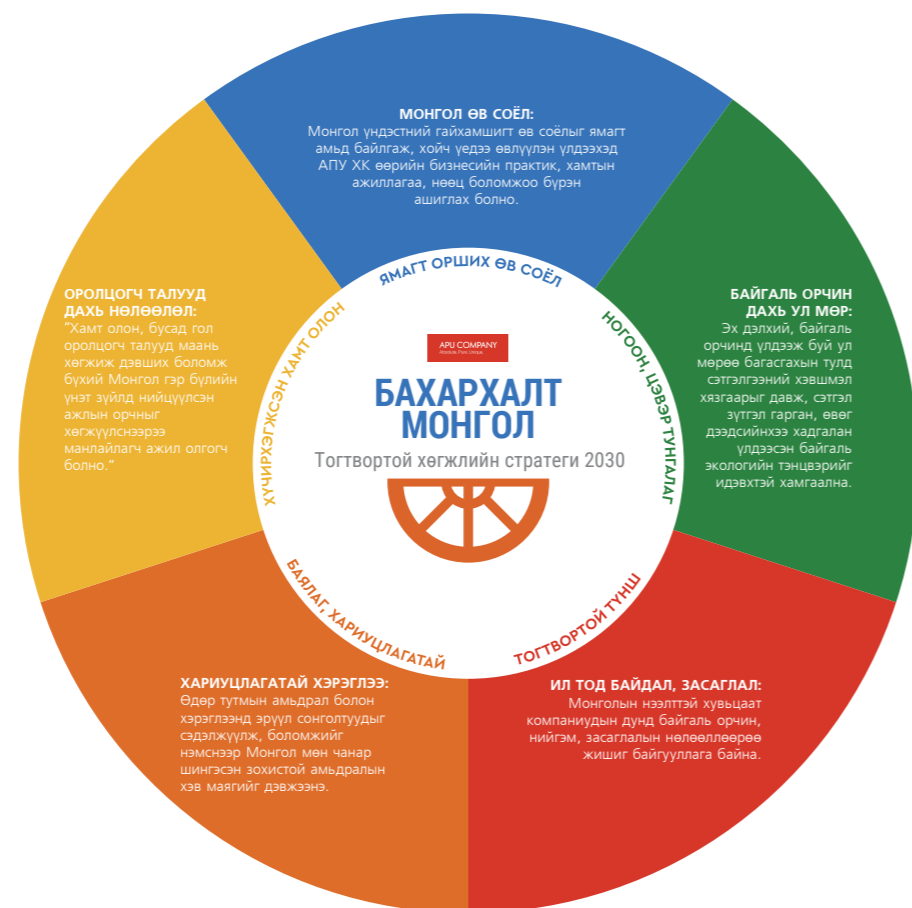 МОНГОЛ ӨВ СОЁЛ:
Монгол үндэстний гайхамшигт өв соёлыг ямагт
амьд байлгаж, хойч үедээ өвлүүлэн үлдээхэд
АПУ ХК өөрийн бизнесийн практик, хамтын
ажиллагаа, нөөц боломжоо бүрэн
ашиглах болно.
БАЙГАЛЬ ОРЧИН
ДАХЬ УЛ МӨР:
Эх дэлхий, байгаль
орчинд үлдээж буй ул
мөрөө багасгахын тулд
сэтгэлгээний хэвшмэл
хязгаарыг давж, сэтгэл
зүтгэл гарган, өвөг
дээдсийнхээ хадгалан
үлдээсэн байгаль
экологийн тэнцвэрийг
идэвхтэй хамгаална.
ИЛ ТОД БАЙДАЛ, ЗАСАГЛАЛ:
Монголын нээлттэй хувьцаат
компаниудын дунд байгаль орчин,
нийгэм, засаглалын нөлөөллөөрөө
жишиг байгууллага байна.
ХАРИУЦЛАГАТАЙ ХЭРЭГЛЭЭ:
Өдөр тутмын амьдрал болон
хэрэглээнд эрүүл сонголтуудыг
сэдэлжүүлж, боломжийг
нэмснээр Монгол мөн чанар
шингэсэн зохистой амьдралын
хэв маягийг дэвжээнэ.
ОРОЛЦОГЧ ТАЛУУД
ДАХЬ НӨЛӨӨЛӨЛ:
"Хамт олон, бусад гол
оролцогч талууд маань
хөгжиж дэвших боломж
бүхий Монгол гэр бүлийн
үнэт зүйлд нийцүүлсэн
ажлын орчныг
хөгжүүлснээрээ
манлайлагч ажил олгогч
болно."
ЯМАГТ ОРШИХ ӨВ СОЁЛ
НОГООН, ЦЭВЭР ТУНГАЛАГ
ТОГТВОРТОЙ ТҮНШ
БАЯЛАГ, ХАРИУЦЛАГАТАЙ
ХҮЧИРХЭГЖСЭН ХАМТ ОЛОН
APU COMPANY
Absolute, Pure, Unique
БАХАРХАЛТ
МОНГОЛ
Тогтвортой хөгжлийн стратеги 2030